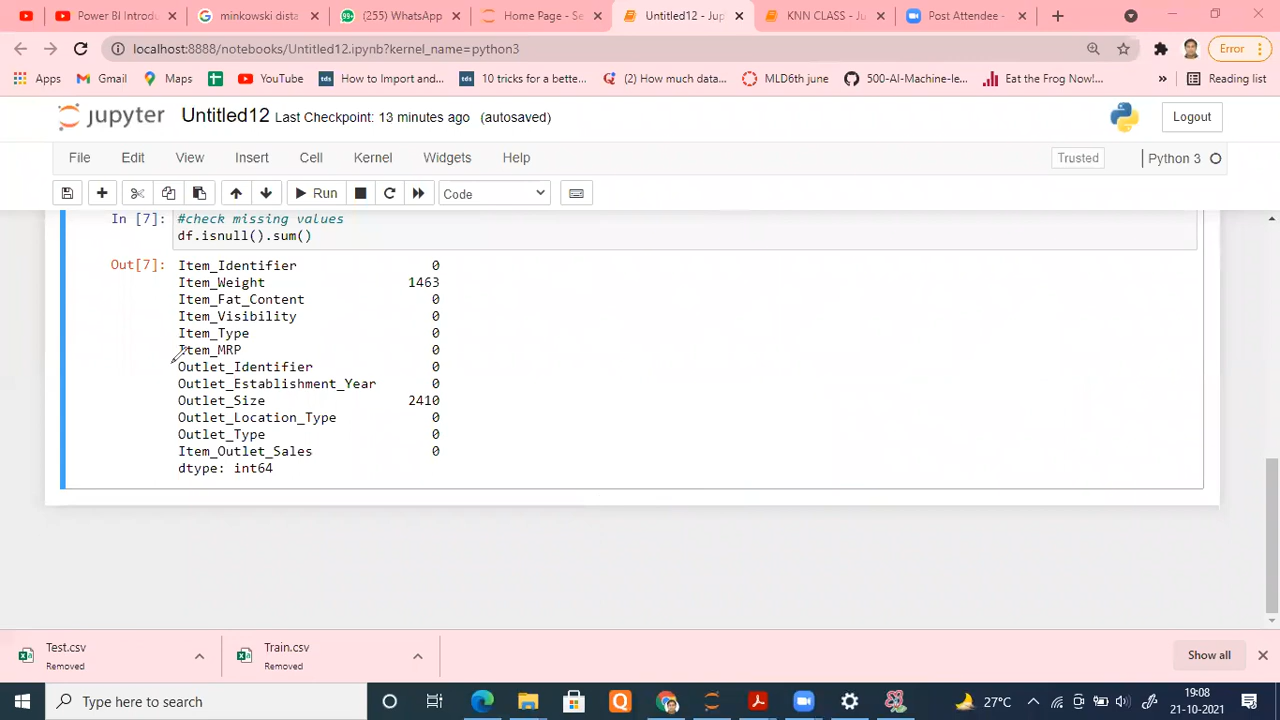 Power BI Introdu
minkowski dista
(255) WhatsApp
Home Page - Se
Untitled12 - Jup
KNN CLASS - Ju
Post Attendee -
localhost:8888/notebooks/Untitled12.ipynb?kernel_name=python3
Error
Apps
Gmail
Maps
YouTube
tds
How to Import and...
tds
10 tricks for a bette...
(2) How much data...
MLD6th june
500-AI-Machine-le...
Eat the Frog Now!...
»
Reading list
jupyter Untitled12 Last Checkpoint: 13 minutes ago (autosaved)
Logout
File Edit View Insert Cell Kernel Widgets Help
Trusted
Python 3
Run
Code
In [7]: #check missing values
df.isnull().sum()
Out[7]: Item_Identifier 0
Item_Weight 1463
Item_Fat_Content 0
Item_Visibility 0
Item_Type 0
Item_MRP 0
Outlet_Identifier 0
Outlet_Establishment_Year 0
Outlet_Size 2410
Outlet_Location_Type 0
Outlet_Type 0
Item_Outlet_Sales 0
dtype: int64
Test.csv
Removed
Train.csv
Removed
Show all
Type here to search
27°C
19:08
21-10-2021